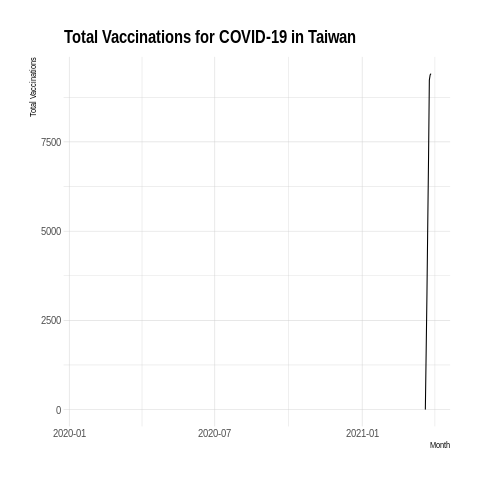 Total Vaccinations for COVID-19 in Taiwan
Total Vaccinations
7500
5000
2500
0
2020-01
2020-07
2021-01
Month